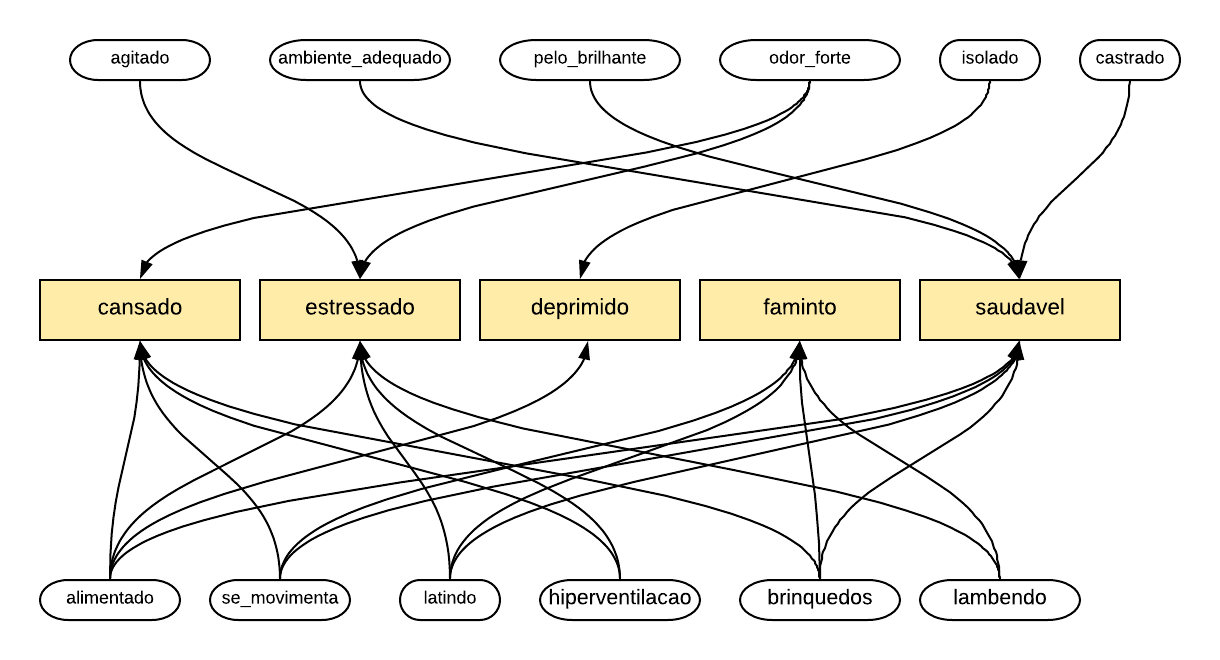 agitado
ambiente_adequado
pelo_brilhante
odor_forte
isolado
castrado
cansado
estressado
deprimido
faminto
saudavel
alimentado
se_movimenta
latindo
hiperventilacao
brinquedos
lambendo